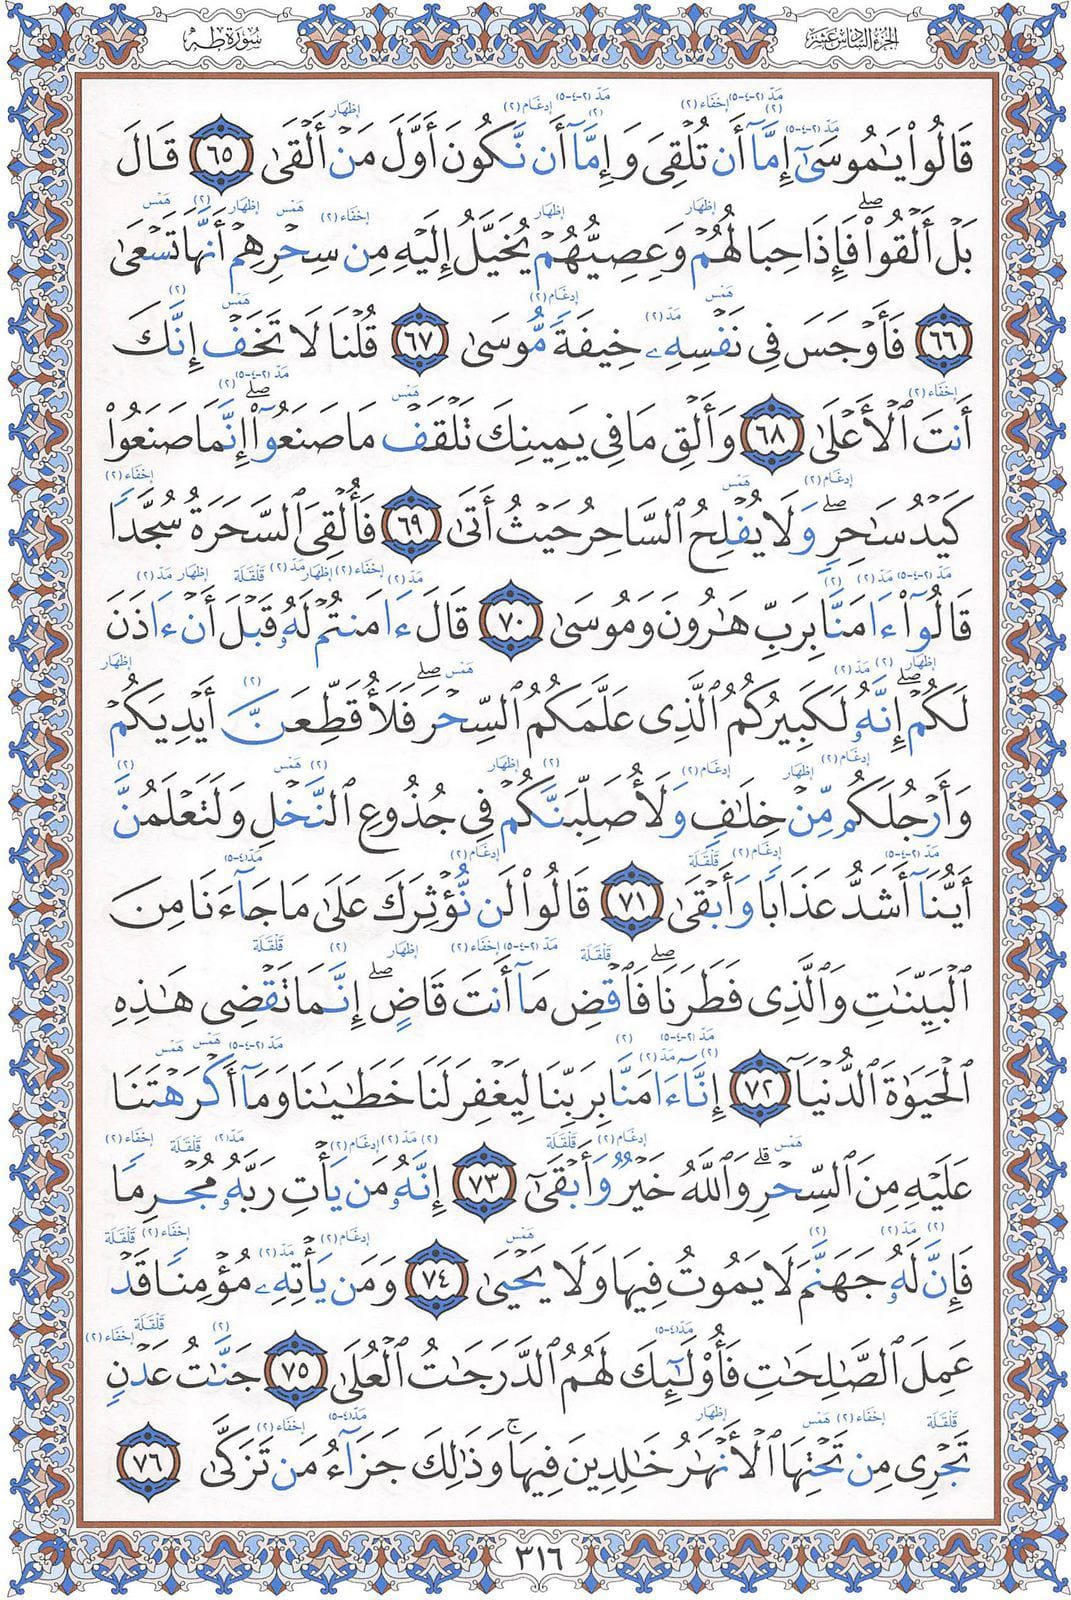 سُورَة طه
الجزء السادس عشر
قَالُوا۟ يَٰمُوسَىٰٓ إِمَّآ أَن تُلْقِىَ وَإِمَّآ أَن نَّكُونَ أَوَّلَ مَنْ أَلْقَىٰ ٦٥ قَالَ
بَلْ أَلْقُوا۟ۖ فَإِذَا حِبَالُهُمْ وَعِصِيُّهُمْ يُخَيَّلُ إِلَيْهِ مِن سِحْرِهِمْ أَنَّهَا تَسْعَىٰ
٦٦ فَأَوْجَسَ فِى نَفْسِهِۦ خِيفَةً مُّوسَىٰ ٦٧ قُلْنَا لَا تَخَفْ إِنَّكَ
أَنتَ ٱلْأَعْلَىٰ ٦٨ وَأَلْقِ مَا فِى يَمِينِكَ تَلْقَفْ مَا صَنَعُوٓا۟ۖ إِنَّمَا صَنَعُوا۟
كَيْدُ سَٰحِرٍۖ وَلَا يُفْلِحُ ٱلسَّاحِرُ حَيْثُ أَتَىٰ ٦٩ فَأُلْقِىَ ٱلسَّحَرَةُ سُجَّدًا
قَالُوٓا۟ ءَامَنَّا بِرَبِّ هَٰرُونَ وَمُوسَىٰ ٧٠ قَالَ ءَامَنتُمْ لَهُۥ قَبْلَ أَنْ ءَاذَنَ
لَكُمْۖ إِنَّهُۥ لَكَبِيرُكُمُ ٱلَّذِى عَلَّمَكُمُ ٱلسِّحْرَۖ فَلَأُقَطِّعَنَّ أَيْدِيَكُمْ
وَأَرْجُلَكُم مِّنْ خِلَٰفٍ وَلَأُصَلِّبَنَّكُمْ فِى جُذُوعِ ٱلنَّخْلِ وَلَتَعْلَمُنَّ
أَيُّنَآ أَشَدُّ عَذَابًا وَأَبْقَىٰ ٧١ قَالُوا۟ لَن نُّؤْثِرَكَ عَلَىٰ مَا جَآءَنَا مِنَ
ٱلْبَيِّنَٰتِ وَٱلَّذِى فَطَرَنَاۖ فَٱقْضِ مَآ أَنتَ قَاضٍۖ إِنَّمَا تَقْضِى هَٰذِهِ
ٱلْحَيَوٰةَ ٱلدُّنْيَآ ٧٢ إِنَّآ ءَامَنَّا بِرَبِّنَا لِيَغْفِرَ لَنَا خَطَٰيَٰنَا وَمَآ أَكْرَهْتَنَا
عَلَيْهِ مِنَ ٱلسِّحْرِۗ وَٱللَّهُ خَيْرٌ وَأَبْقَىٰٓ ٧٣ إِنَّهُۥ مَن يَأْتِ رَبَّهُۥ مُجْرِمًا
فَإِنَّ لَهُۥ جَهَنَّمَ لَا يَمُوتُ فِيهَا وَلَا يَحْيَىٰ ٧٤ وَمَن يَأْتِهِۦ مُؤْمِنًا قَدْ
عَمِلَ ٱلصَّٰلِحَٰتِ فَأُو۟لَٰٓئِكَ لَهُمُ ٱلدَّرَجَٰتُ ٱلْعُلَىٰ ٧٥ جَنَّٰتُ عَدْنٍ
تَجْرِى مِن تَحْتِهَا ٱلْأَنْهَٰرُ خَٰلِدِينَ فِيهَاۚ وَذَٰلِكَ جَزَآءُ مَن تَزَكَّىٰ ٧٦
٣١٦